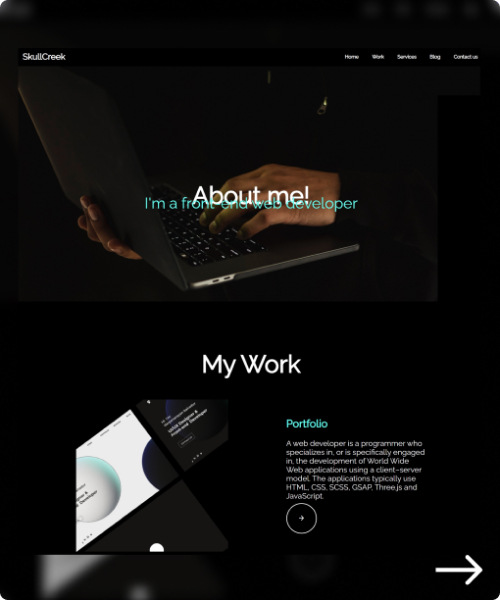 SkullCreek
Home Work Services Blog Contact us
About me!
I'm a front-end web developer
My Work
Portfolio
A web developer is a programmer who
specializes in, or is specifically engaged
in, the development of World Wide
Web applications using a client–server
model. The applications typically use
HTML, CSS, SCSS, GSAP, Three.js and
JavaScript.